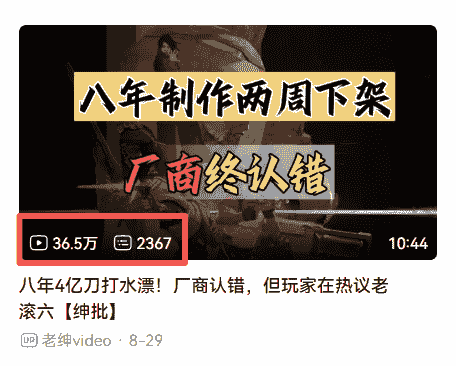 八年制作两周下架
厂商终认错
36.5万 2367 10:44
八年4亿刀打水漂！厂商认错，但玩家在热议老
滚六【绅批】
UP 老绅video · 8-29